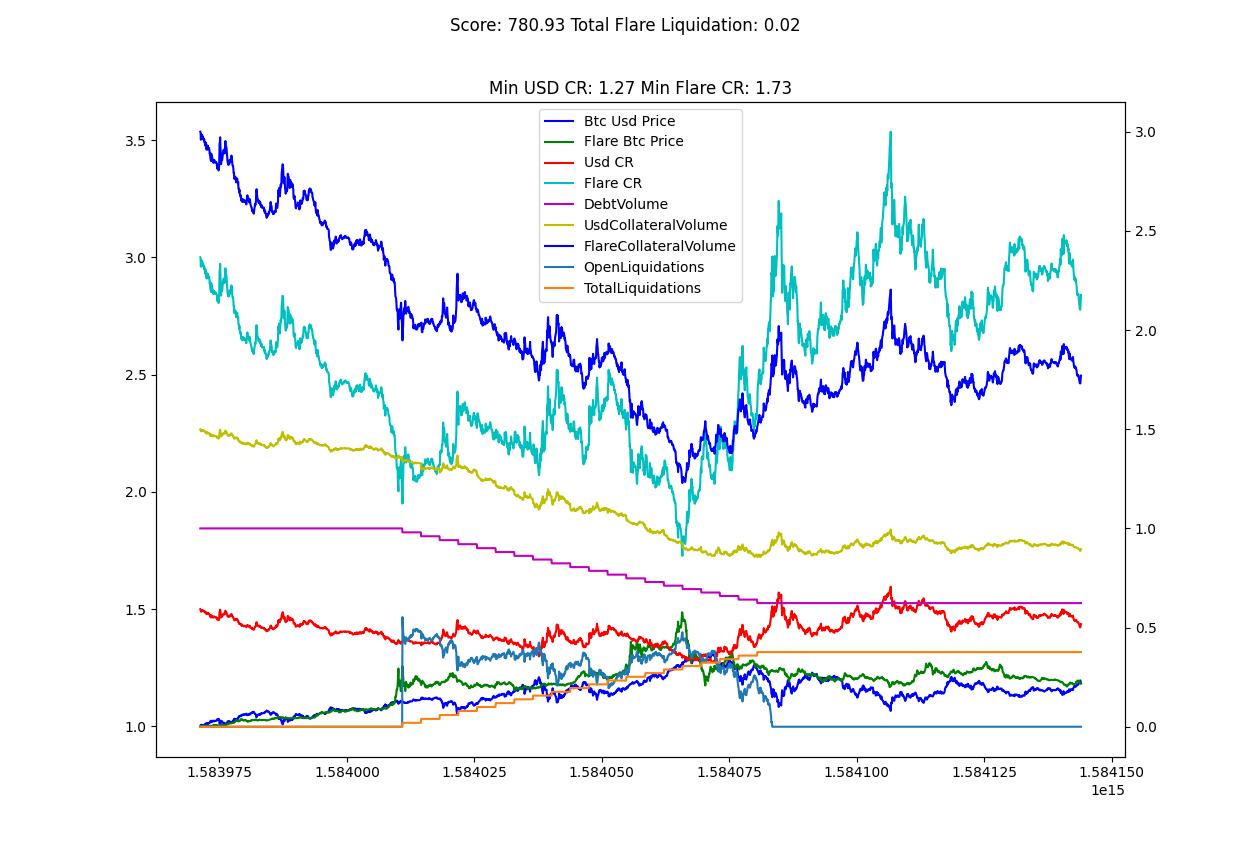 Score: 780.93 Total Flare Liquidation: 0.02
Min USD CR: 1.27 Min Flare CR: 1.73
Btc Usd Price
Flare Btc Price
Usd CR
Flare CR
DebtVolume
UsdCollateralVolume
FlareCollateralVolume
OpenLiquidations
TotalLiquidations
3.5
3.0
2.5
2.0
1.5
1.0
3.0
2.5
2.0
1.5
1.0
0.5
0.0
1.583975 1.584000 1.584025 1.584050 1.584075 1.584100 1.584125 1.584150
1e15